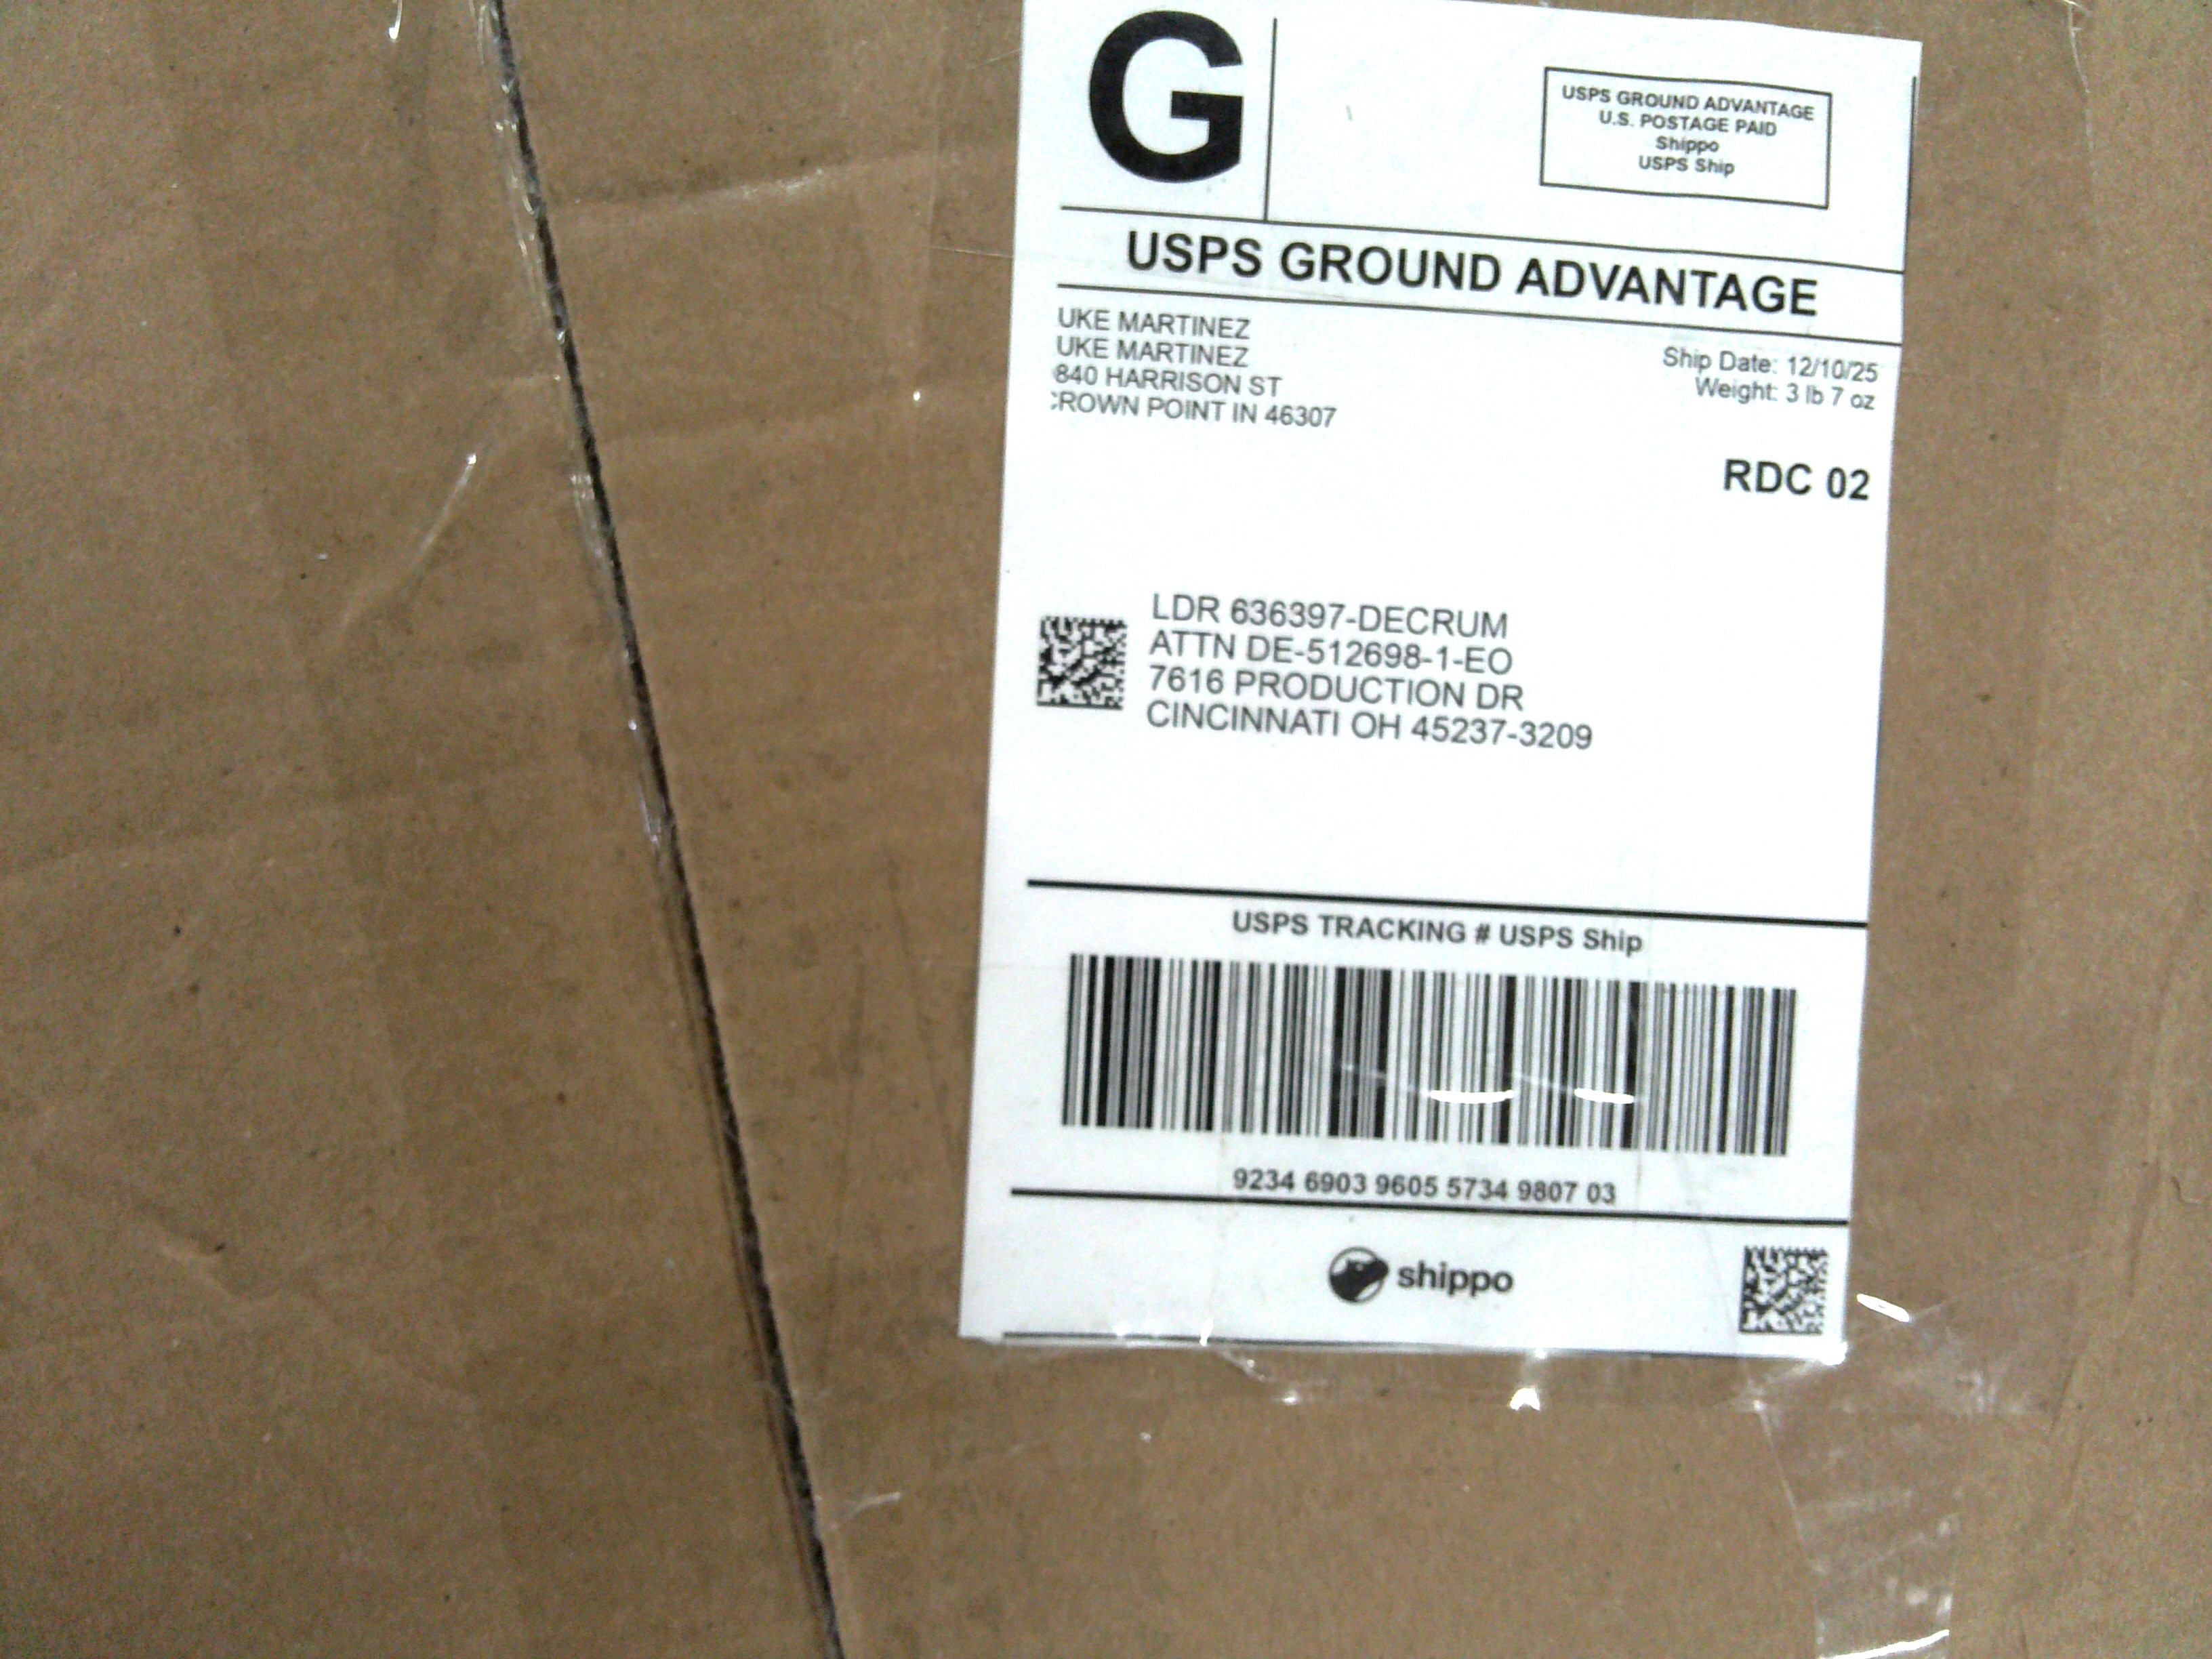 G
USPS GROUND ADVANTAGE
U.S. POSTAGE PAID
Shippo
USPS Ship
USPS GROUND ADVANTAGE
UKE MARTINEZ
UKE MARTINEZ
840 HARRISON ST
CROWN POINT IN 46307
Ship Date: 12/10/25
Weight: 3 lb 7 oz
RDC 02
LDR 636397-DECRUM
ATTN DE-512698-1-EO
7616 PRODUCTION DR
CINCINNATI OH 45237-3209
USPS TRACKING # USPS Ship
9234 6903 9605 5734 9807 03
shippo